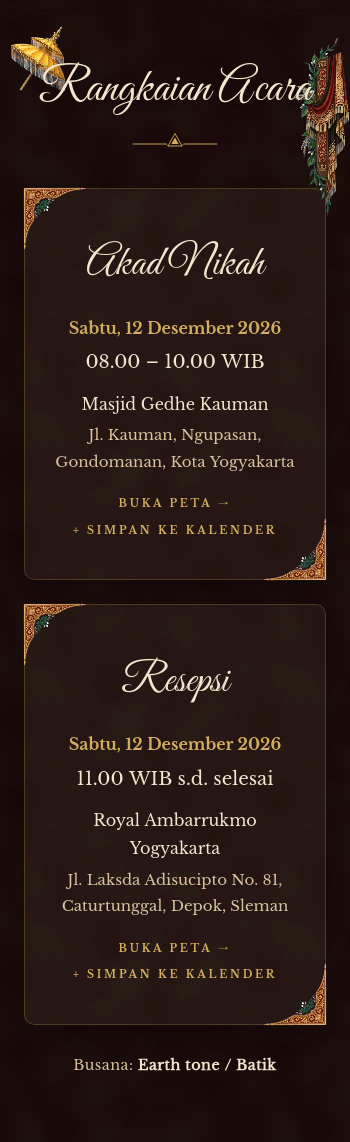 Rangkaian Acara
Akad Nikah
Sabtu, 12 Desember 2026
08.00 – 10.00 WIB
Masjid Gedhe Kauman
Jl. Kauman, Ngupasan,
Gondomanan, Kota Yogyakarta
BUKA PETA →
+ SIMPAN KE KALENDER
Resepsi
Sabtu, 12 Desember 2026
11.00 WIB s.d. selesai
Royal Ambarrukmo
Yogyakarta
Jl. Laksda Adisucipto No. 81,
Caturtunggal, Depok, Sleman
BUKA PETA →
+ SIMPAN KE KALENDER
Busana: Earth tone / Batik